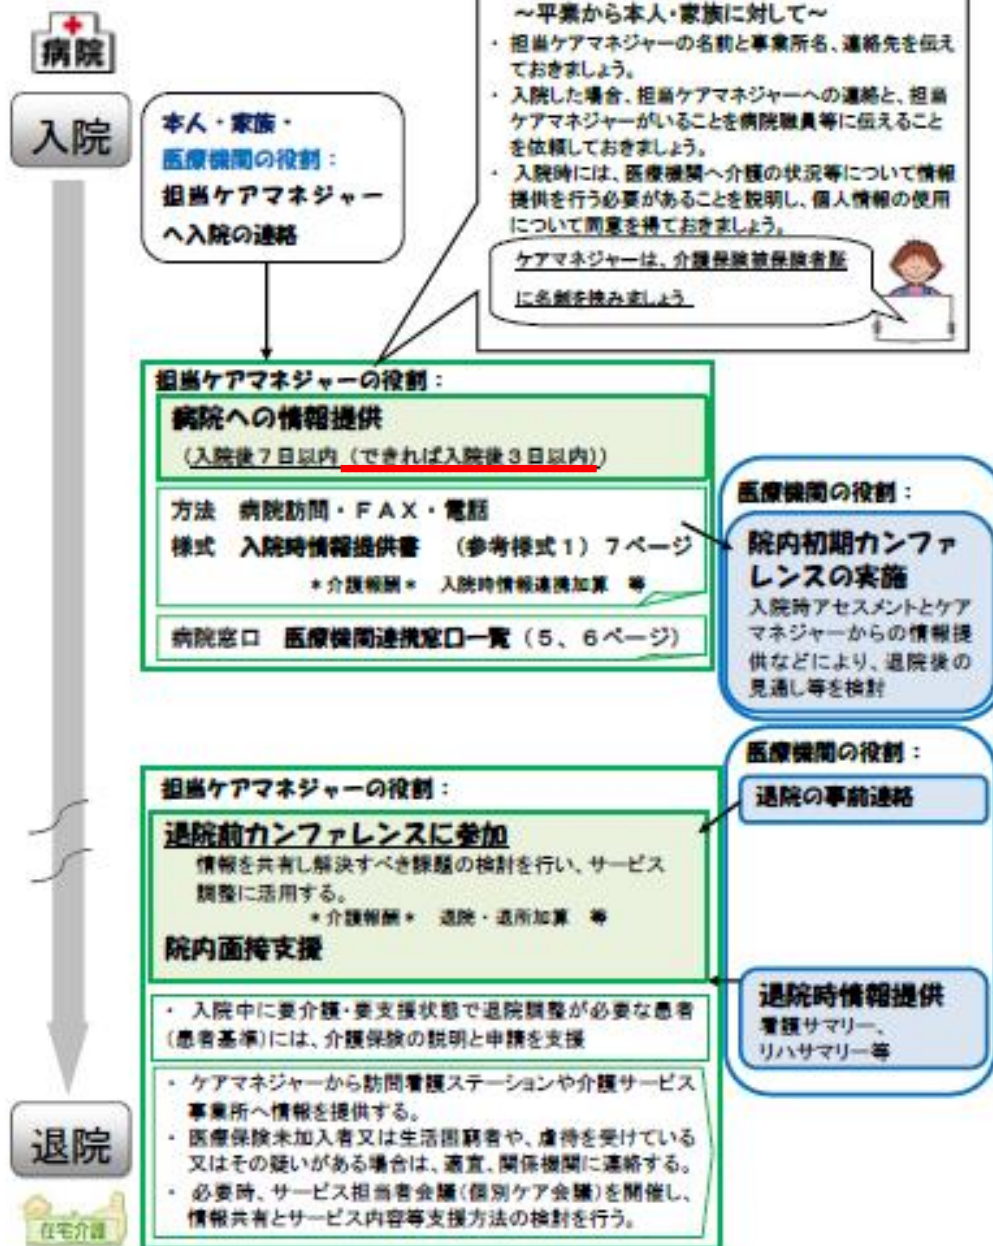 病院
入院
本人・家族・
医療機関の役割：
担当ケアマネジャー
へ入院の連絡
～平素から本人・家族に対して～
・ 担当ケアマネジャーの名前と事業所名、連絡先を伝え
ておきましょう。
・ 入院した場合、担当ケアマネジャーへの連絡と、担当
ケアマネジャーがいることを病院職員等に伝えること
を依頼しておきましょう。
・ 入院時には、医療機関へ介護の状況等について情報
提供を行う必要があることを説明し、個人情報の使用
について同意を得ておきましょう。
ケアマネジャーは、介護保険被保険者証
に名刺を挟みましょう
担当ケアマネジャーの役割：
病院への情報提供
（入院後７日以内（できれば入院後３日以内））
方法　病院訪問・ＦＡＸ・電話
様式　入院時情報提供書　（参考様式１）７ページ
＊介護報酬＊　入院時情報連携加算　等
病院窓口　医療機関連携窓口一覧（５、６ページ）
医療機関の役割：
院内初期カンファ
レンスの実施
入院時アセスメントとケア
マネジャーからの情報提
供などにより、退院後の
見通し等を検討
医療機関の役割：
退院の事前連絡
担当ケアマネジャーの役割：
退院前カンファレンスに参加
情報を共有し解決すべき課題の検討を行い、サービス
調整に活用する。
＊介護報酬＊　退院・退所加算　等
院内面接支援
退院時情報提供
看護サマリー、
リハサマリー等
・ 入院中に要介護・要支援状態で退院調整が必要な患者
（患者基準）には、介護保険の説明と申請を支援
・ ケアマネジャーから訪問看護ステーションや介護サービス
事業所へ情報を提供する。
・ 医療保険未加入者又は生活困窮者や、虐待を受けている
又はその疑いがある場合は、適宜、関係機関に連絡する。
・ 必要時、サービス担当者会議（個別ケア会議）を開催し、
情報共有とサービス内容等支援方法の検討を行う。
退院
在宅介護